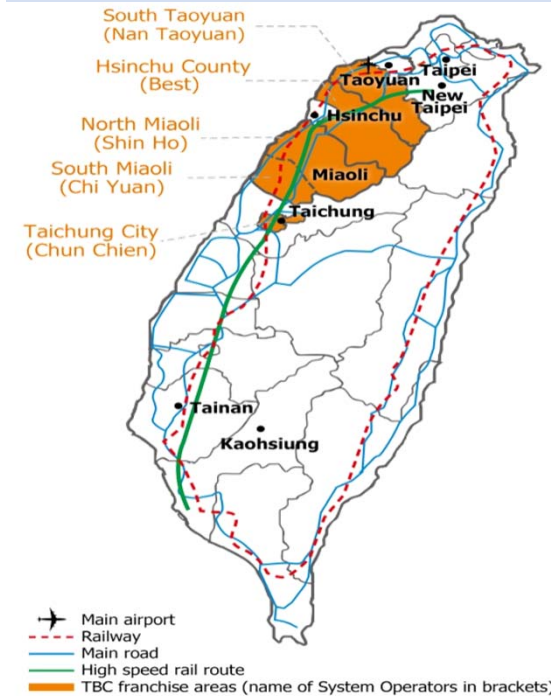 South Taoyuan
(Nan Taoyuan)
Hsinchu County
(Best)
North Miaoli
(Shin Ho)
South Miaoli
(Chi Yuan)
Taichung City
(Chun Chien)
Taoyuan
Taipei
New
Taipei
Hsinchu
Miaoli
Taichung
Tainan
Kaohsiung
Main airport
Railway
Main road
High speed rail route
TBC franchise areas (name of System Operators in brackets)